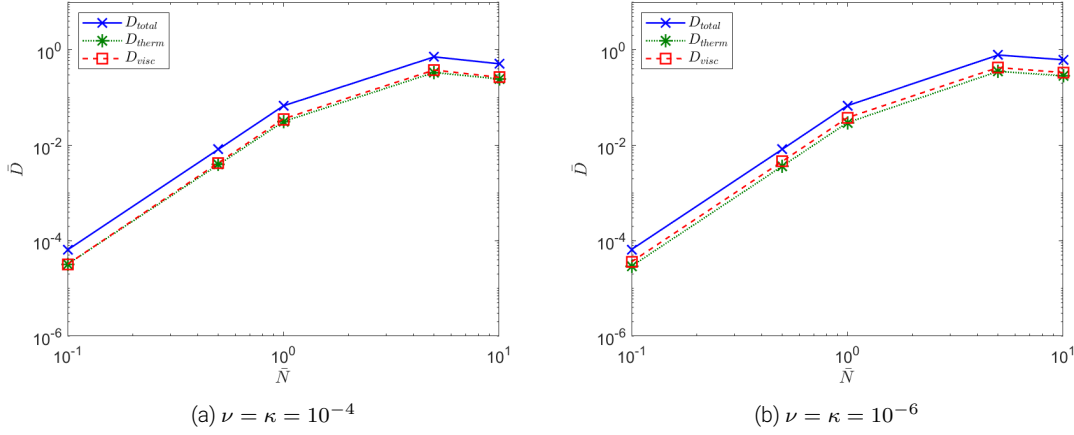 D_total
D_therm
D_visc
10^0
10^-2
10^-4
10^-6
D̄
10^-1
10^0
10^1
N̄
(a) ν = κ = 10^-4
D_total
D_therm
D_visc
10^0
10^-2
10^-4
10^-6
D̄
10^-1
10^0
10^1
N̄
(b) ν = κ = 10^-6